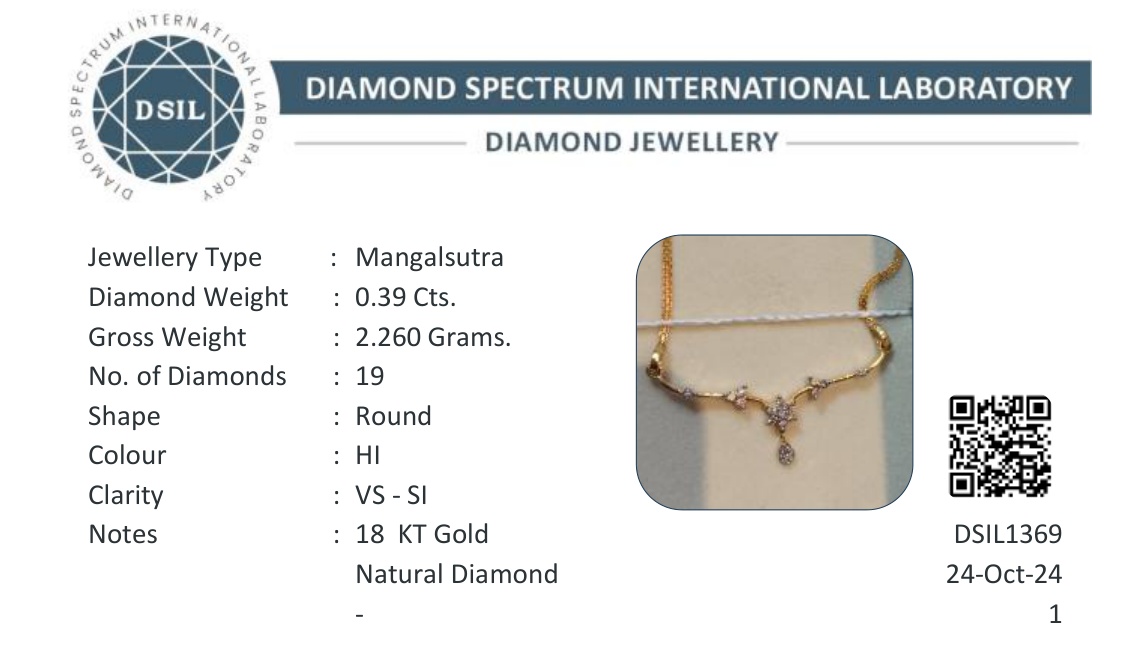 DIAMOND SPECTRUM INTERNATIONAL LABORATORY
DSIL
DIAMOND SPECTRUM INTERNATIONAL LABORATORY
DIAMOND JEWELLERY
Jewellery Type : Mangalsutra
Diamond Weight : 0.39 Cts.
Gross Weight : 2.260 Grams.
No. of Diamonds : 19
Shape : Round
Colour : HI
Clarity : VS - SI
Notes : 18 KT Gold
Natural Diamond
-
DSIL1369
24-Oct-24
1